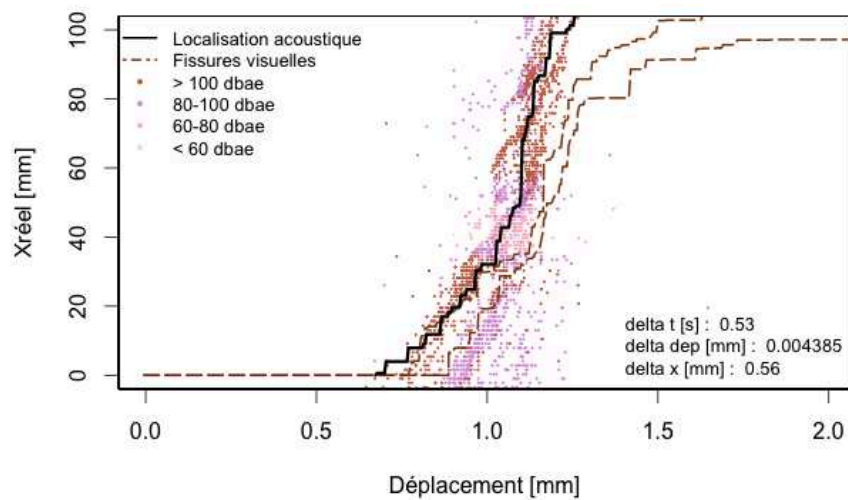 Localisation acoustique
Fissures visuelles
> 100 dbae
80-100 dbae
60-80 dbae
< 60 dbae
100
80
60
40
20
0
Xréel [mm]
delta t [s] : 0.53
delta dep [mm] : 0.004385
delta x [mm] : 0.56
0.0 0.5 1.0 1.5 2.0
Déplacement [mm]